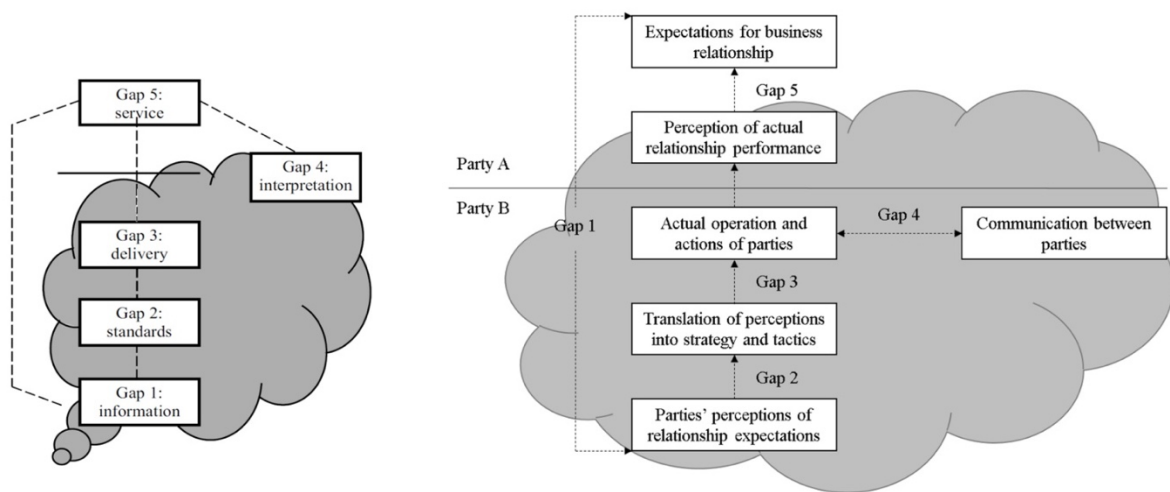 Gap 5:
service
Gap 4:
interpretation
Gap 3:
delivery
Gap 2:
standards
Gap 1:
information
Expectations for business
relationship
Gap 5
Perception of actual
relationship performance
Party A
Party B
Gap 1
Actual operation and
actions of parties
Gap 4
Communication between
parties
Gap 3
Translation of perceptions
into strategy and tactics
Gap 2
Parties’ perceptions of
relationship expectations